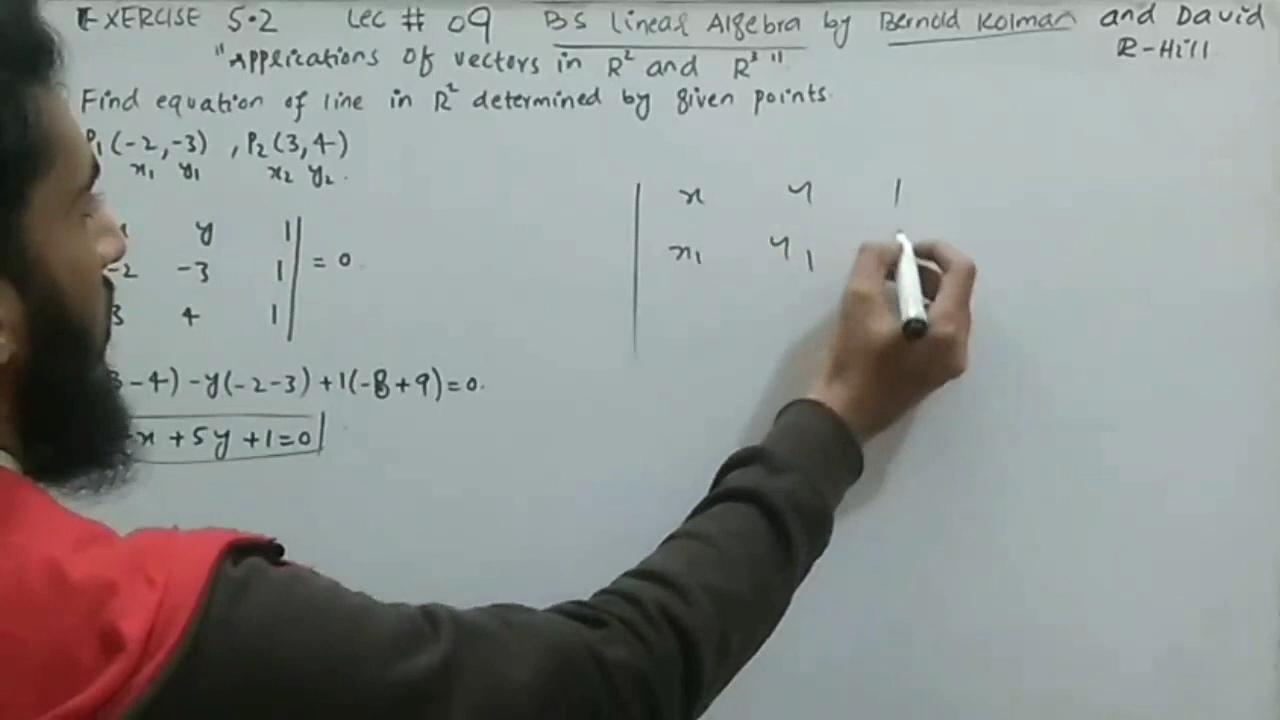 EXERCISE 5.2 Lec # 09 BS Linear Algebra by Bernold Kolman and David
R-Hill
"Applications Of vectors in R² and R³"
Find equation of line in R² determined by given points.
P₁(-2,-3) , P₂(3,4)
x₁ y₁ x₂ y₂.
y 1
-2 -3 1 = 0
3 4 1
-4) -y(-2-3) +1(-8+9)=0.
x +5y +1=0
x y 1
x₁ y₁